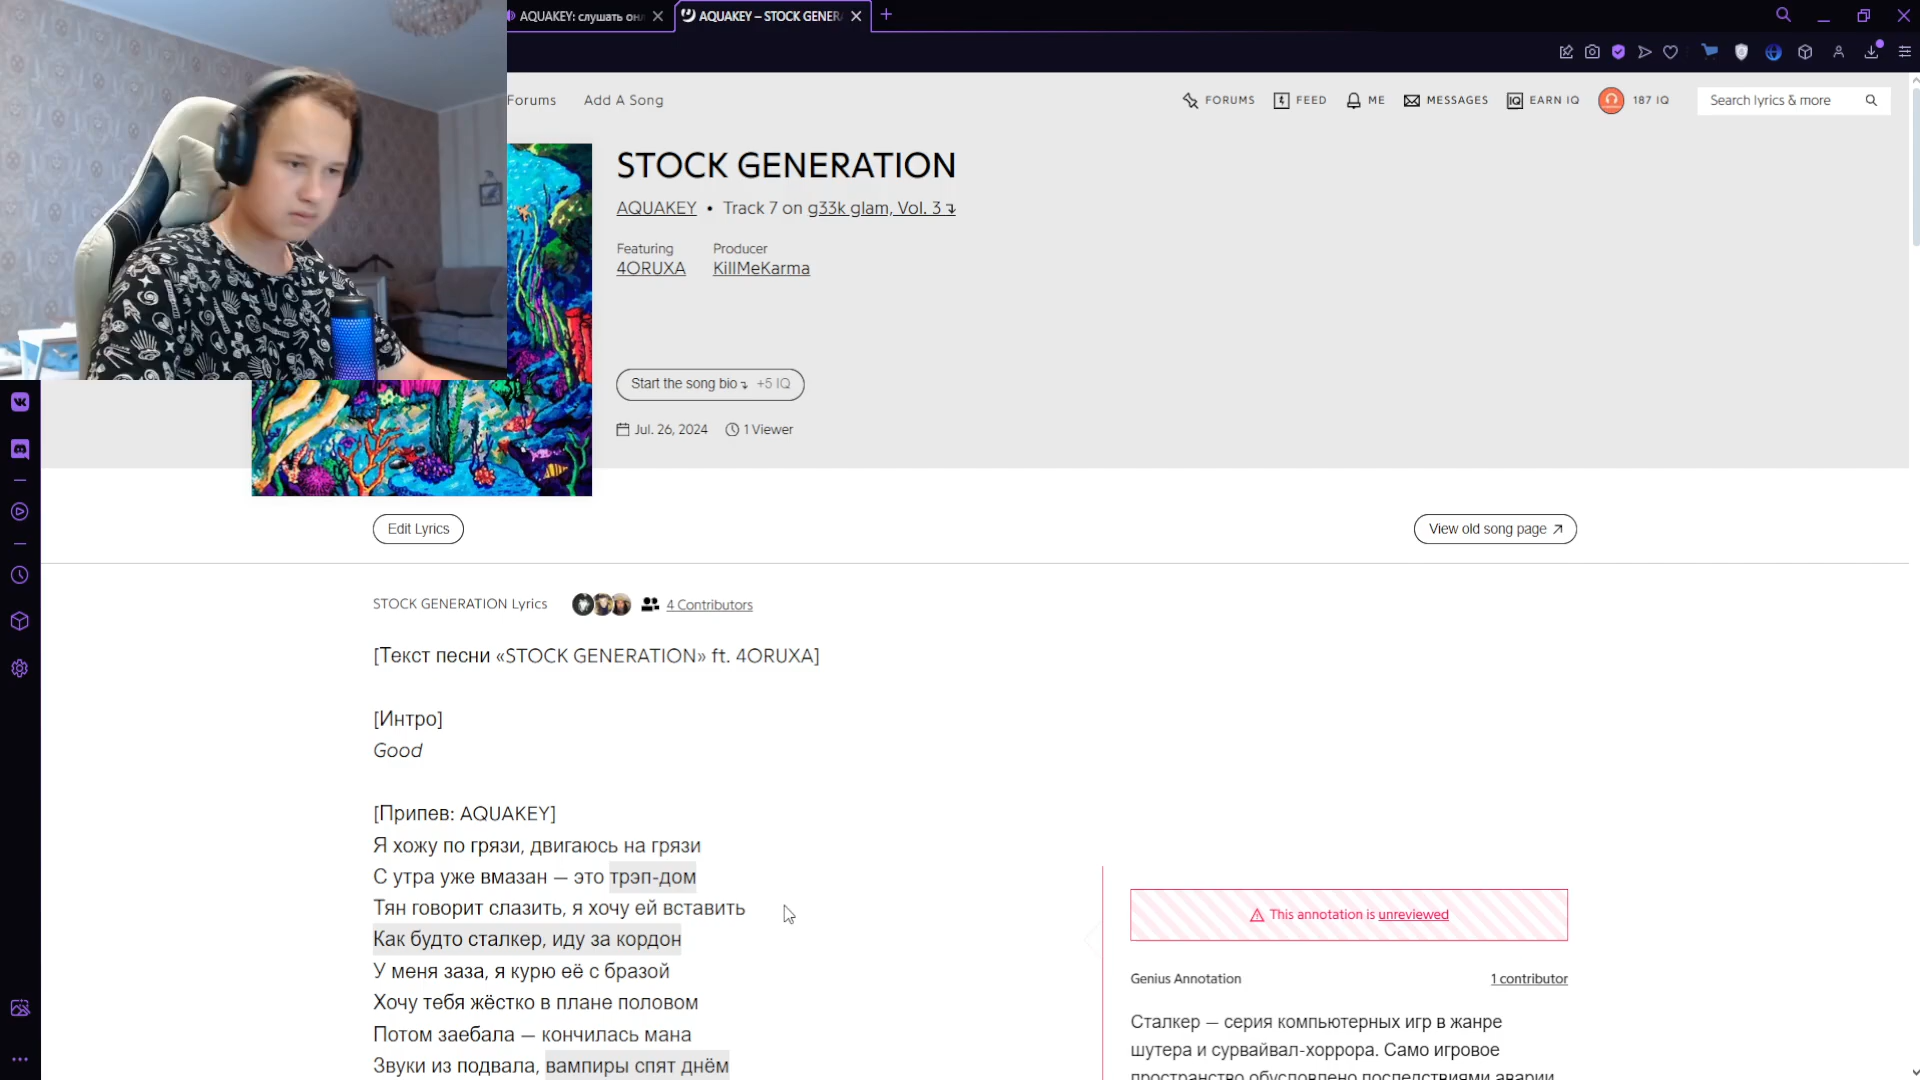 AQUAKEY: слушать онл
AQUAKEY – STOCK GENER
Forums
Add A Song
FORUMS
FEED
ME
MESSAGES
EARN IQ
187 IQ
Search lyrics & more
STOCK GENERATION
AQUAKEY • Track 7 on g33k glam, Vol. 3
Featuring
Producer
4ORUXA
KillMeKarma
Start the song bio +5 IQ
Jul. 26, 2024
1 Viewer
Edit Lyrics
View old song page
STOCK GENERATION Lyrics
4 Contributors
[Текст песни «STOCK GENERATION» ft. 4ORUXA]
[Интро]
Good
[Припев: AQUAKEY]
Я хожу по грязи, двигаюсь на грязи
С утра уже вмазан — это трэп-дом
Тян говорит слазить, я хочу ей вставить
Как будто сталкер, иду за кордон
У меня заза, я курю её с бразой
Хочу тебя жёстко в плане половом
Потом заебала — кончилась мана
Звуки из подвала, вампиры спят днём
This annotation is unreviewed
Genius Annotation
1 contributor
Сталкер — серия компьютерных игр в жанре
шутера и сурвайвал-хоррора. Само игровое
пространство обусловлено последствиями аварии